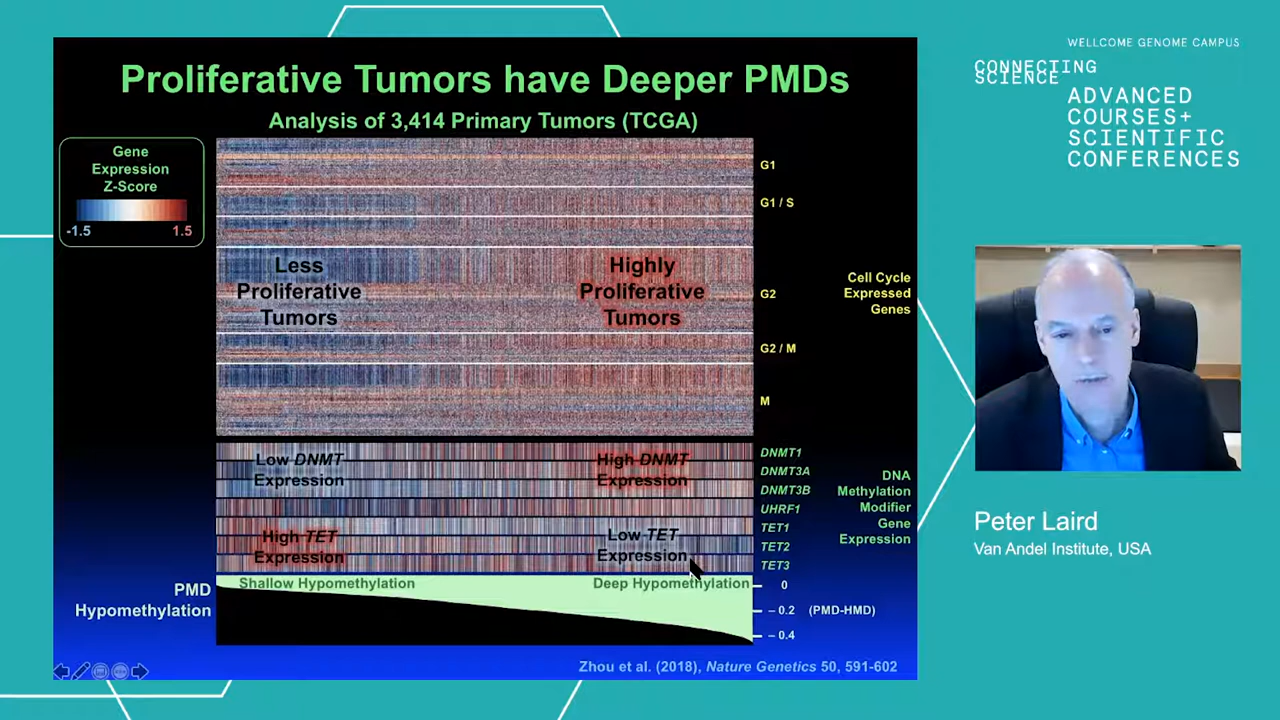 WELLCOME GENOME CAMPUS
CONNECTING
SCIENCE
ADVANCED
COURSES+
SCIENTIFIC
CONFERENCES
Proliferative Tumors have Deeper PMDs
Analysis of 3,414 Primary Tumors (TCGA)
Gene
Expression
Z-Score
-1.5 1.5
G1
G1 / S
G2
G2 / M
M
Less
Proliferative
Tumors
Highly
Proliferative
Tumors
Cell Cycle
Expressed
Genes
Low DNMT
Expression
High DNMT
Expression
High TET
Expression
Low TET
Expression
DNMT1
DNMT3A
DNMT3B
UHRF1
TET1
TET2
TET3
DNA
Methylation
Modifier
Gene
Expression
PMD
Hypomethylation
Shallow Hypomethylation
Deep Hypomethylation
0
– 0.2 (PMD-HMD)
– 0.4
Zhou et al. (2018), Nature Genetics 50, 591-602
Peter Laird
Van Andel Institute, USA